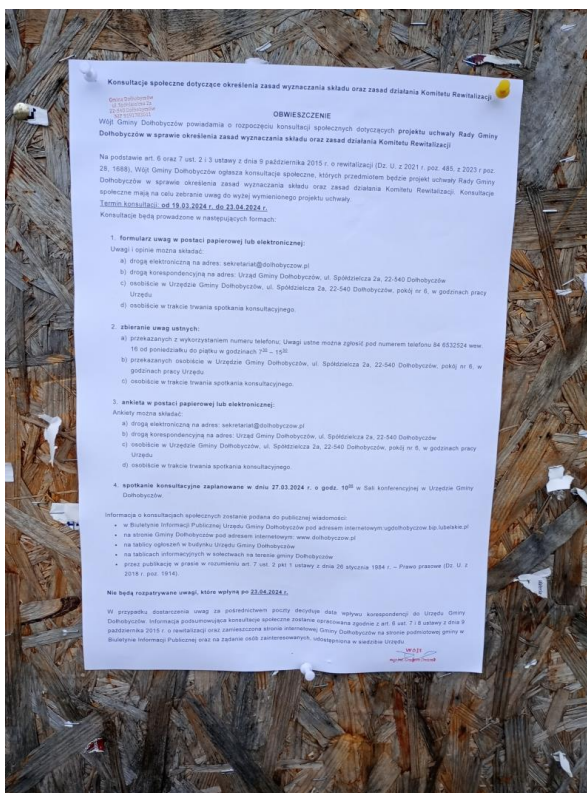 Konsultacje społeczne dotyczące określenia zasad wyznaczania składu oraz zasad działania Komitetu Rewitalizacji
Gmina Dołhobyczów
ul. Spółdzielcza 2a
22-540 Dołhobyczów
OBWIESZCZENIE
Wójt Gminy Dołhobyczów powiadamia o rozpoczęciu konsultacji społecznych dotyczących projektu uchwały Rady Gminy
Dołhobyczów w sprawie określenia zasad wyznaczania składu oraz zasad działania Komitetu Rewitalizacji
Na podstawie art. 6 oraz 7 ust. 2 i 3 ustawy z dnia 9 października 2015 r. o rewitalizacji (Dz. U. z 2021 r. poz. 485, z 2023 r. poz.
28, 1688), Wójt Gminy Dołhobyczów ogłasza konsultacje społeczne, których przedmiotem będzie projekt uchwały Rady Gminy
Dołhobyczów w sprawie określenia zasad wyznaczania składu oraz zasad działania Komitetu Rewitalizacji. Konsultacje
społeczne mają na celu zebranie uwag do wyżej wymienionego projektu uchwały.
Termin konsultacji: od 19.03.2024 r. do 23.04.2024 r.
Konsultacje będą prowadzone w następujących formach:
1. formularz uwag w postaci papierowej lub elektronicznej:
Uwagi i opinie można składać:
a) drogą elektroniczną na adres: sekretariat@dolhobyczow.pl
b) drogą korespondencyjną na adres: Urząd Gminy Dołhobyczów, ul. Spółdzielcza 2a, 22-540 Dołhobyczów
c) osobiście w Urzędzie Gminy Dołhobyczów, ul. Spółdzielcza 2a, 22-540 Dołhobyczów, pokój nr 6, w godzinach pracy
Urzędu
d) osobiście w trakcie trwania spotkania konsultacyjnego.
2. zbieranie uwag ustnych:
a) przekazanych z wykorzystaniem numeru telefonu; Uwagi ustne można zgłosić pod numerem telefonu 84 6532524 wew.
16 od poniedziałku do piątku w godzinach 7³⁰ – 15³⁰
b) przekazanych osobiście w Urzędzie Gminy Dołhobyczów, ul. Spółdzielcza 2a, 22-540 Dołhobyczów, pokój nr 6, w
godzinach pracy Urzędu
c) osobiście w trakcie trwania spotkania konsultacyjnego.
3. ankieta w postaci papierowej lub elektronicznej:
Ankiety można składać:
a) drogą elektroniczną na adres: sekretariat@dolhobyczow.pl
b) drogą korespondencyjną na adres: Urząd Gminy Dołhobyczów, ul. Spółdzielcza 2a, 22-540 Dołhobyczów
c) osobiście w Urzędzie Gminy Dołhobyczów, ul. Spółdzielcza 2a, 22-540 Dołhobyczów, pokój nr 6, w godzinach pracy
Urzędu
d) osobiście w trakcie trwania spotkania konsultacyjnego.
4. spotkanie konsultacyjne zaplanowane w dniu 27.03.2024 r. o godz. 10⁰⁰ w Sali konferencyjnej w Urzędzie Gminy
Dołhobyczów.
Informacja o konsultacjach społecznych zostanie podana do publicznej wiadomości:
• w Biuletynie Informacji Publicznej Urzędu Gminy Dołhobyczów pod adresem internetowym:ugdolhobyczow.bip.lubelskie.pl
• na stronie Gminy Dołhobyczów pod adresem internetowym: www.dolhobyczow.pl
• na tablicy ogłoszeń w budynku Urzędu Gminy Dołhobyczów
• na tablicach informacyjnych w sołectwach na terenie gminy Dołhobyczów
• przez publikację w prasie w rozumieniu art. 7 ust. 2 pkt 1 ustawy z dnia 26 stycznia 1984 r. – Prawo prasowe (Dz. U. z
2018 r. poz. 1914).
Nie będą rozpatrywane uwagi, które wpłyną po 23.04.2024 r.
W przypadku dostarczenia uwag za pośrednictwem poczty decyduje data wpływu korespondencji do Urzędu Gminy
Dołhobyczów. Informacja podsumowująca konsultacje społeczne zostanie opracowana zgodnie z art. 6 ust. 7 i 8 ustawy z dnia 9
października 2015 r. o rewitalizacji oraz zamieszczona stronie internetowej Gminy Dołhobyczów na stronie podmiotowej gminy w
Biuletynie Informacji Publicznej oraz na żądanie osób zainteresowanych, udostępniona w siedzibie Urzędu.
WÓJT